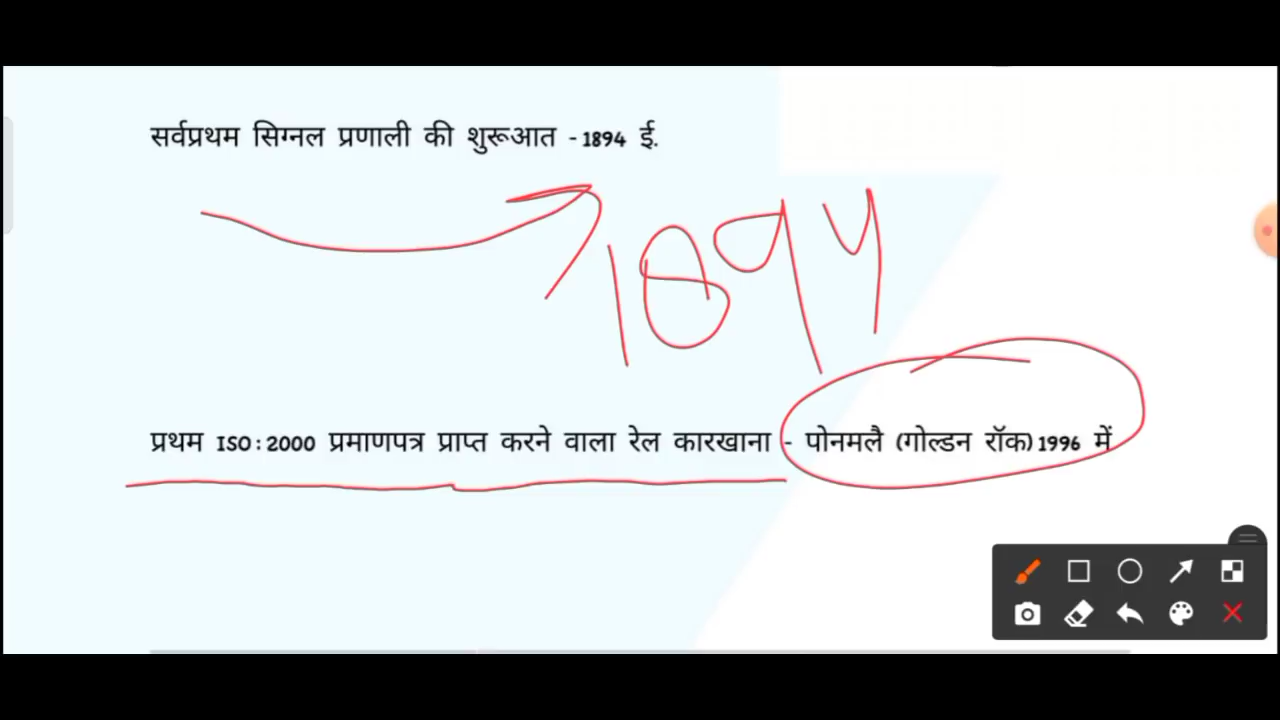 सर्वप्रथम सिग्नल प्रणाली की शुरूआत - 1894 ई.
1894
प्रथम ISO : 2000 प्रमाणपत्र प्राप्त करने वाला रेल कारखाना - पोनमलै (गोल्डन रॉक) 1996 में